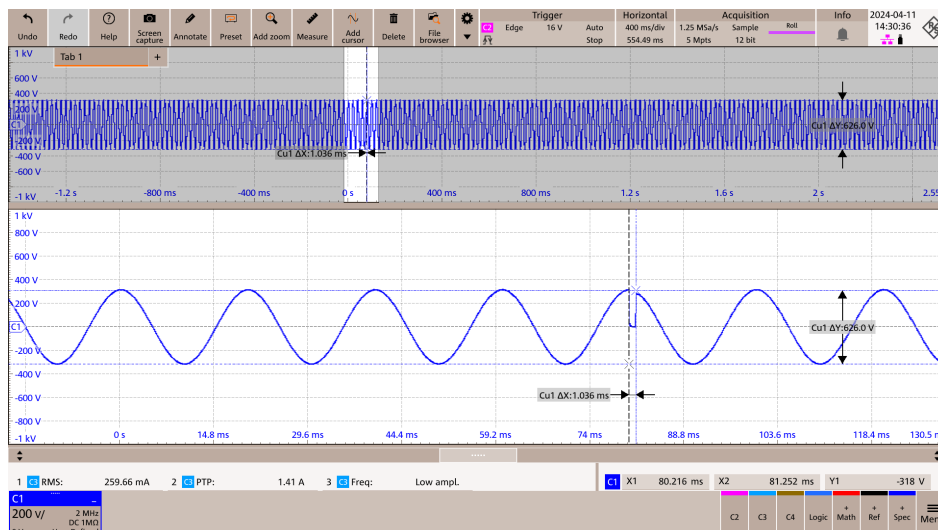 Undo Redo Help Screen capture Annotate Preset Add zoom Measure Add cursor Delete File browser
Trigger Horizontal Acquisition Info 2024-04-11
C2 Edge 16 V Auto 400 ms/div 1.25 MSa/s Sample Roll 14:30:36
Stop 554.49 ms 5 Mpts 12 bit
1 kV Tab 1 +
600 V
400 V
200 V
C1 Cu1 ΔY:626.0 V
-200 V
-400 V Cu1 ΔX:1.036 ms
-600 V
-1 kV -1.2 s -800 ms -400 ms 0 s 400 ms 800 ms 1.2 s 1.6 s 2 s 2.55
1 kV
800 V
600 V
400 V
200 V
C1 Cu1 ΔY:626.0 V
-200 V
-400 V
Cu1 ΔX:1.036 ms
-600 V
-800 V
-1 kV 0 s 14.8 ms 29.6 ms 44.4 ms 59.2 ms 74 ms 88.8 ms 103.6 ms 118.4 ms 130.5 m
1 C3 RMS: 259.66 mA 2 C3 PTP: 1.41 A 3 C3 Freq: Low ampl. C1 X1 80.216 ms X2 81.252 ms Y1 -318 V
C1
200 V/ 2 MHz
DC 1MΩ
C2 C3 C4 Logic + Math + Ref + Spec Men